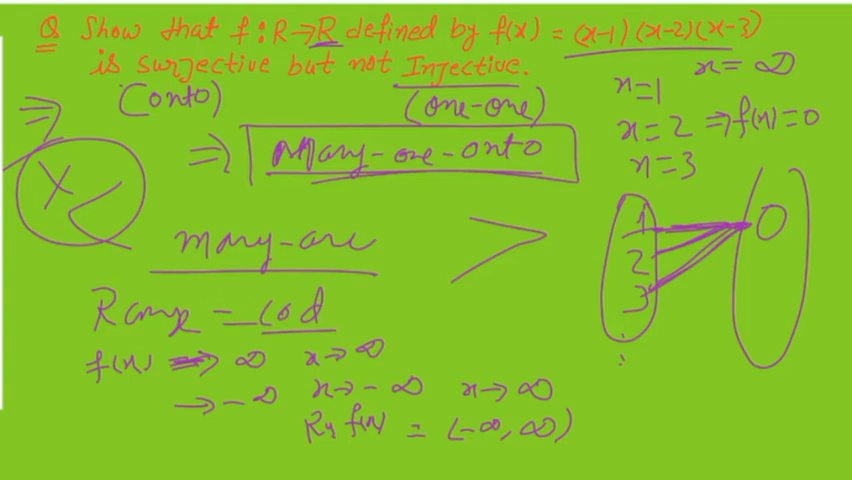 Q Show that f : R→R defined by f(x) = (x-1)(x-2)(x-3)
is surjective but not Injective.
(onto) (one-one)
x = ∞
x=1
x=2 ⇒f(x)=0
x=3
⇒
⇒ Many-one-onto
X
many-one
1
2
3
:
0
Range = cod
f(x) → ∞ x→∞
→ -∞ x→-∞ x→∞
Rg f(x) = (-∞, ∞)